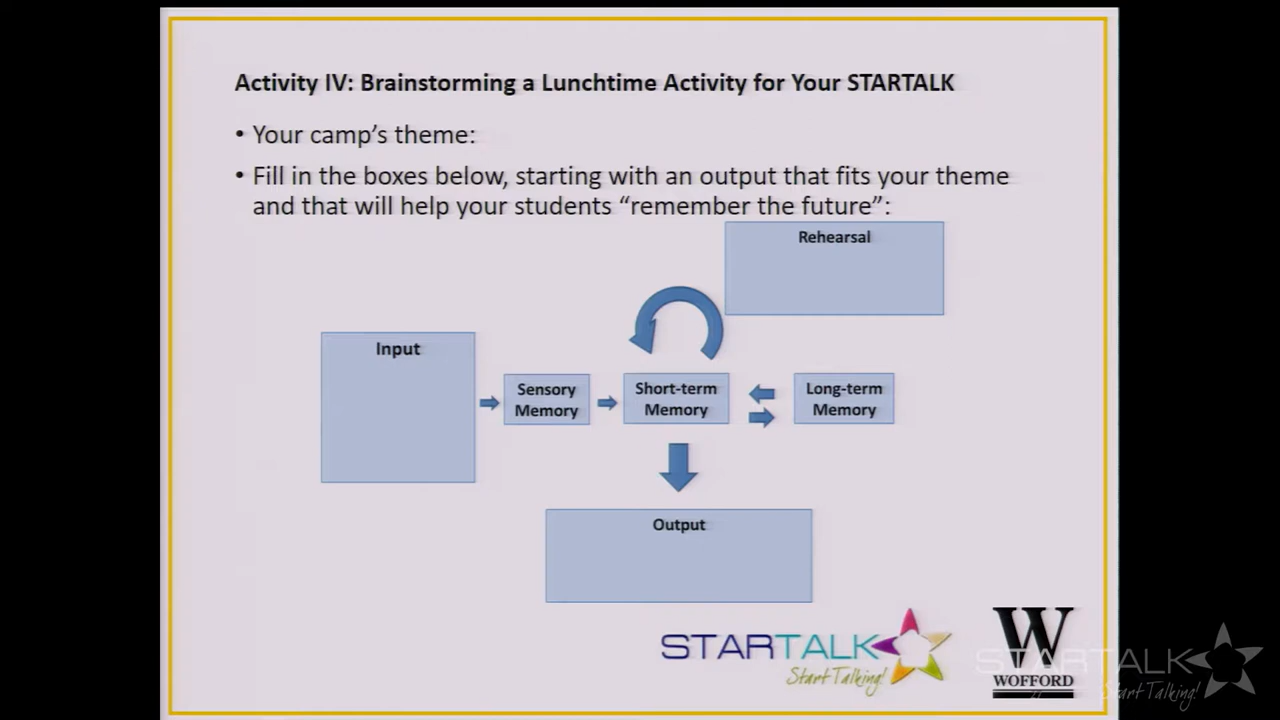 Activity IV: Brainstorming a Lunchtime Activity for Your STARTALK
• Your camp's theme:
• Fill in the boxes below, starting with an output that fits your theme
and that will help your students “remember the future”:
Rehearsal
Input
Sensory
Memory
Short-term
Memory
Long-term
Memory
Output
STARTALK
Start Talking!
W
WOFFORD
STARTALK
Start Talking!